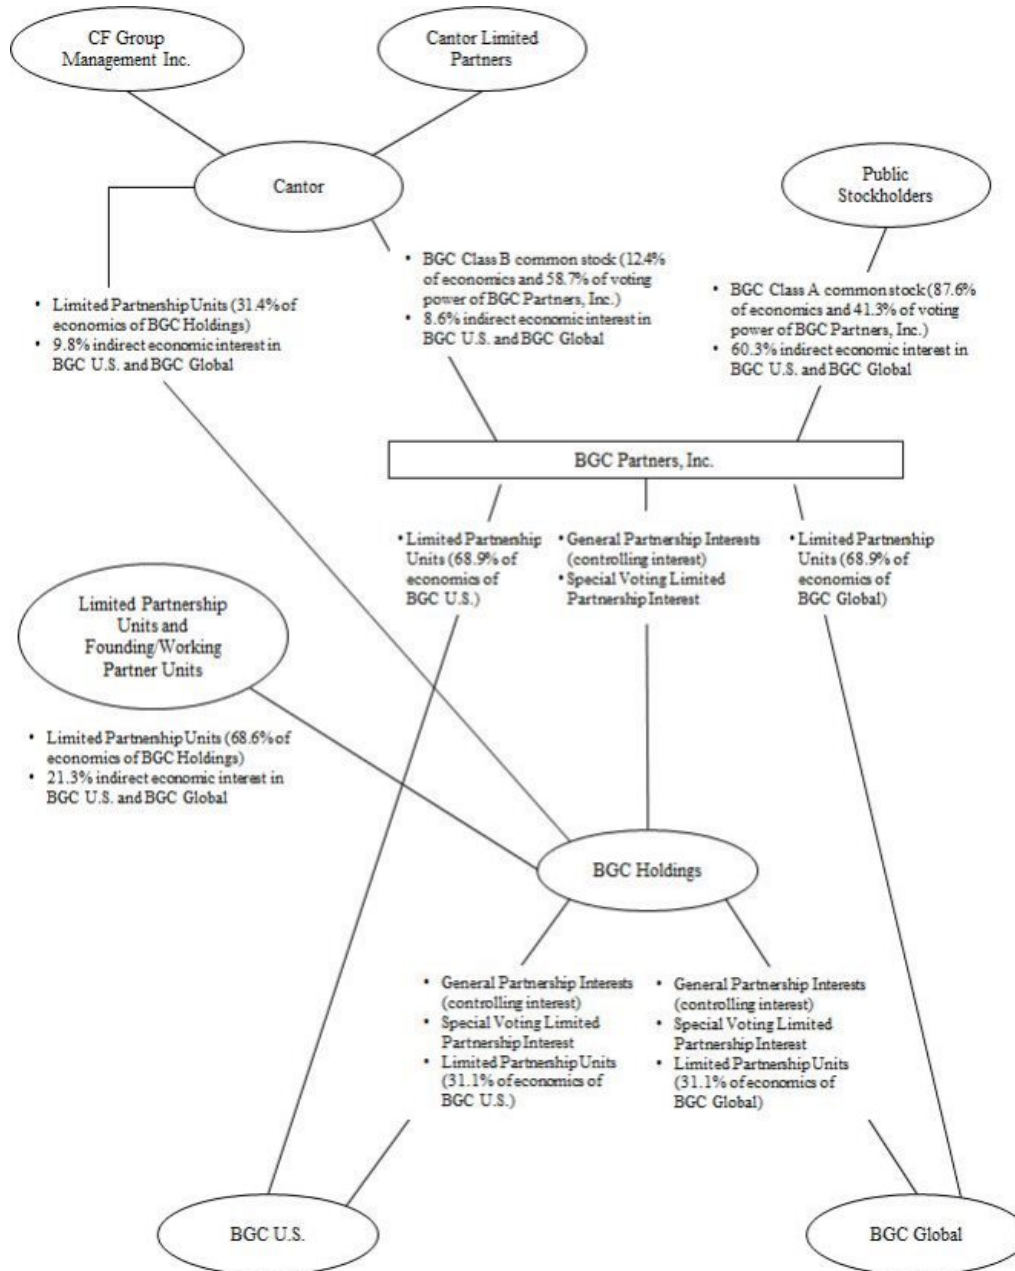 CF Group
Management Inc.
Cantor Limited
Partners
Cantor
Public
Stockholders
• BGC Class B common stock (12.4%
of economics and 58.7% of voting
power of BGC Partners, Inc.)
• 8.6% indirect economic interest in
BGC U.S. and BGC Global
• BGC Class A common stock (87.6%
of economics and 41.3% of voting
power of BGC Partners, Inc.)
• 60.3% indirect economic interest in
BGC U.S. and BGC Global
• Limited Partnership Units (31.4% of
economics of BGC Holdings)
• 9.8% indirect economic interest in
BGC U.S. and BGC Global
BGC Partners, Inc.
• Limited Partnership
Units (68.9% of
economics of
BGC U.S.)
• General Partnership Interests
(controlling interest)
• Special Voting Limited
Partnership Interest
• Limited Partnership
Units (68.9% of
economics of
BGC Global)
Limited Partnership
Units and
Founding/Working
Partner Units
• Limited Partnership Units (68.6% of
economics of BGC Holdings)
• 21.3% indirect economic interest in
BGC U.S. and BGC Global
BGC Holdings
• General Partnership Interests
(controlling interest)
• Special Voting Limited
Partnership Interest
• Limited Partnership Units
(31.1% of economics of
BGC U.S.)
• General Partnership Interests
(controlling interest)
• Special Voting Limited
Partnership Interest
• Limited Partnership Units
(31.1% of economics of
BGC Global)
BGC U.S.
BGC Global